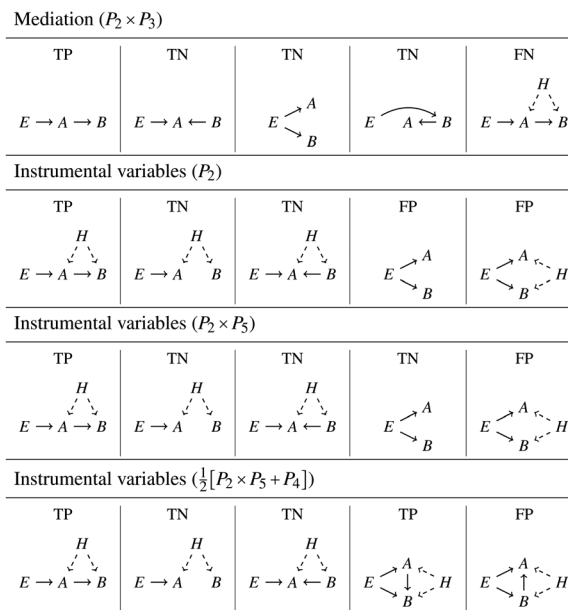 Mediation (P₂ × P₃)
TP TN TN TN FN
H
A
E → A → B E → A ← B E E A ← B E → A → B
B
Instrumental variables (P₂)
TP TN TN FP FP
H H H
A A
E → A → B E → A B E → A ← B E E H
B B
Instrumental variables (P₂ × P₅)
TP TN TN TN FP
H H H
A A
E → A → B E → A B E → A ← B E E H
B B
Instrumental variables (½[P₂ × P₅ + P₄])
TP TN TN TP FP
H H H
A A
E → A → B E → A B E → A ← B E H E H
B B